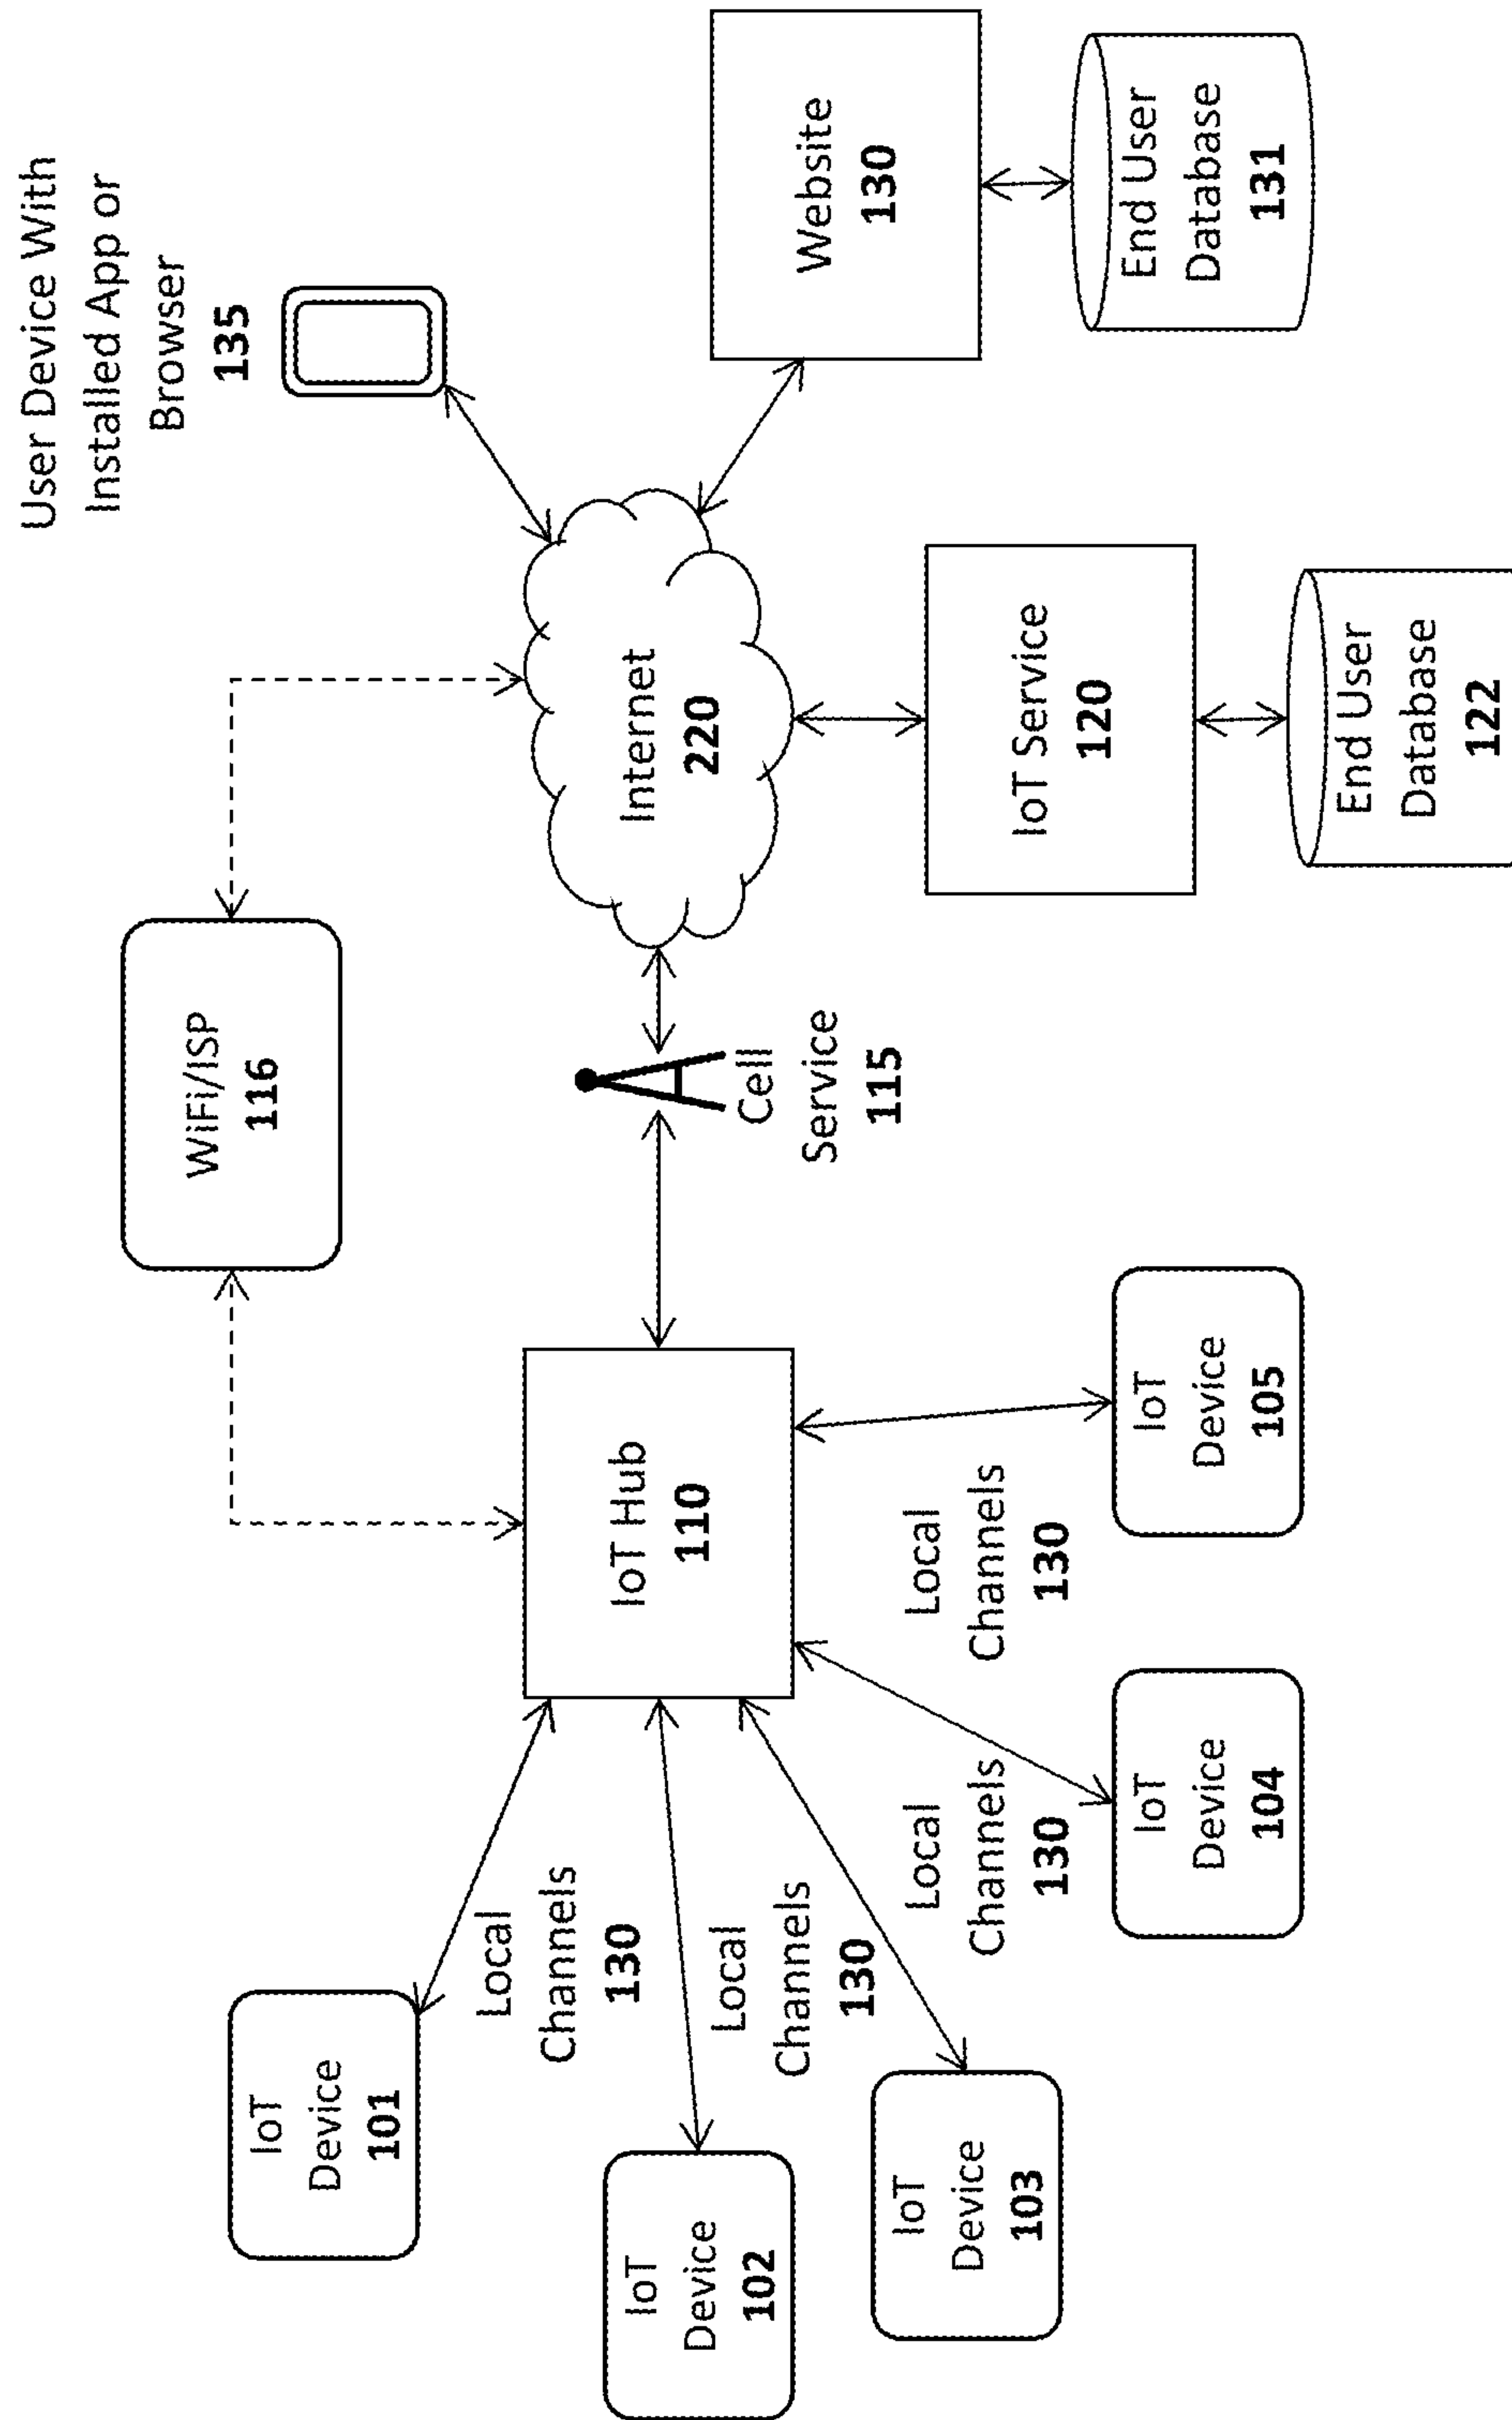 User Device With
Installed App or
Browser
135
WiFi/ISP
116
Internet
220
Website
130
End User
Database
131
IoT Service
120
End User
Database
122
Cell
Service
115
IoT Hub
110
IoT
Device
101
Local
Channels
130
IoT
Device
102
Local
Channels
130
IoT
Device
103
Local
Channels
130
IoT
Device
104
Local
Channels
130
IoT
Device
105